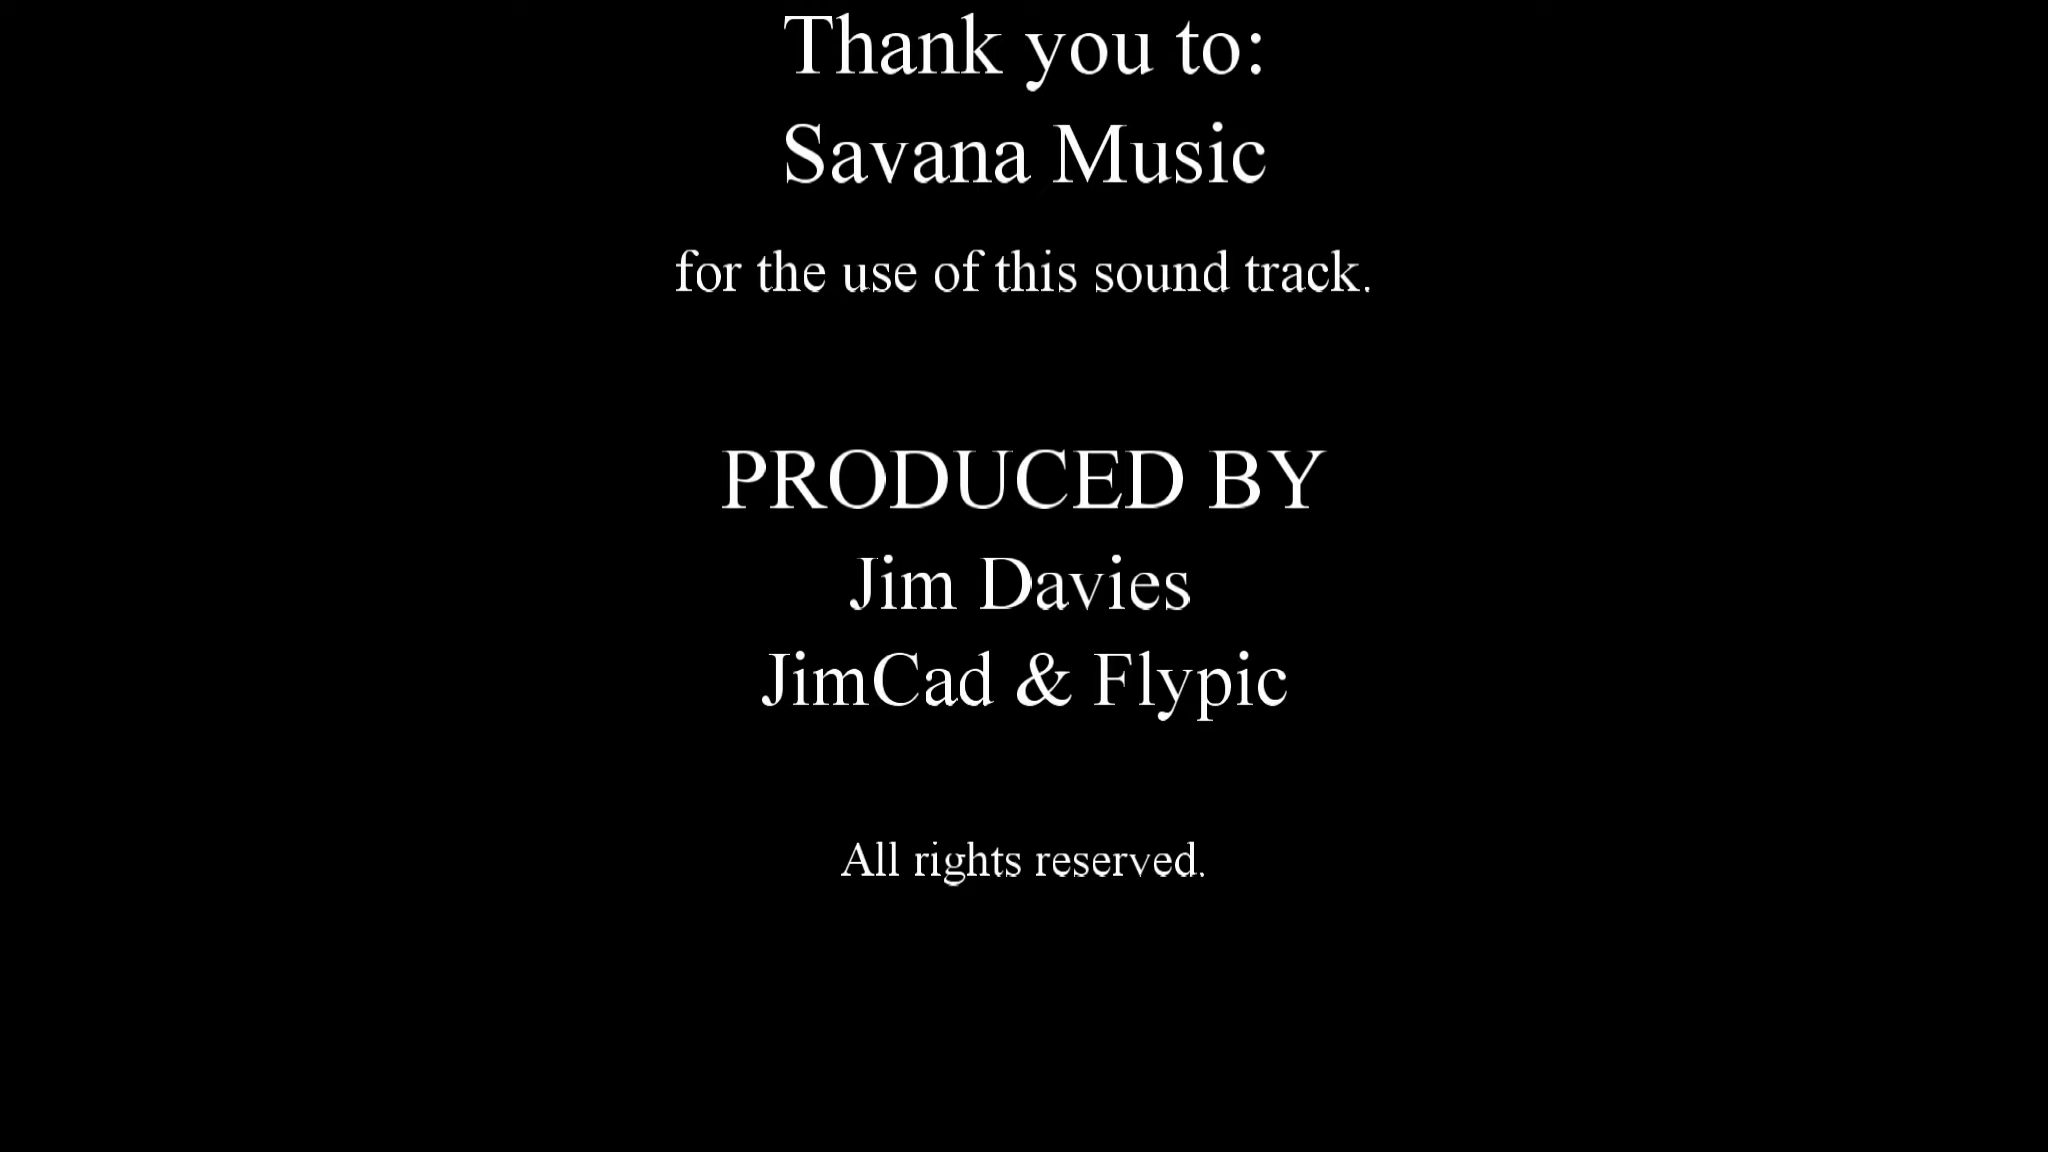 Thank you to:
Savana Music
for the use of this sound track.
PRODUCED BY
Jim Davies
JimCad & Flypic
All rights reserved.